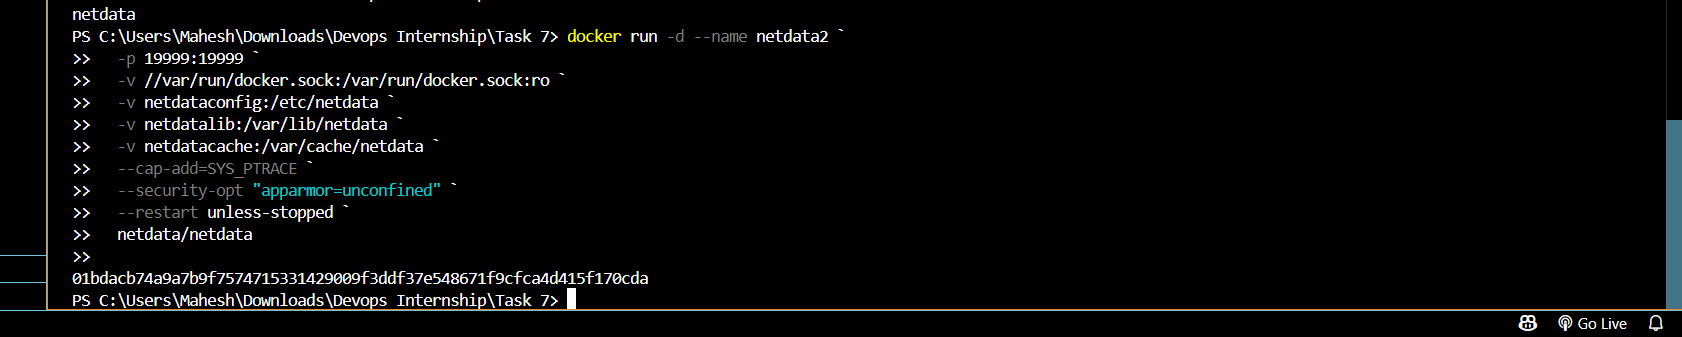 netdata
PS C:\Users\Mahesh\Downloads\Devops Internship\Task 7> docker run -d --name netdata2 `
>>   -p 19999:19999 `
>>   -v //var/run/docker.sock:/var/run/docker.sock:ro `
>>   -v netdataconfig:/etc/netdata `
>>   -v netdatalib:/var/lib/netdata `
>>   -v netdatacache:/var/cache/netdata `
>>   --cap-add=SYS_PTRACE `
>>   --security-opt "apparmor=unconfined" `
>>   --restart unless-stopped `
>>   netdata/netdata
>>
01bdacb74a9a7b9f7574715331429009f3ddf37e548671f9cfca4d415f170cda
PS C:\Users\Mahesh\Downloads\Devops Internship\Task 7>
Go Live